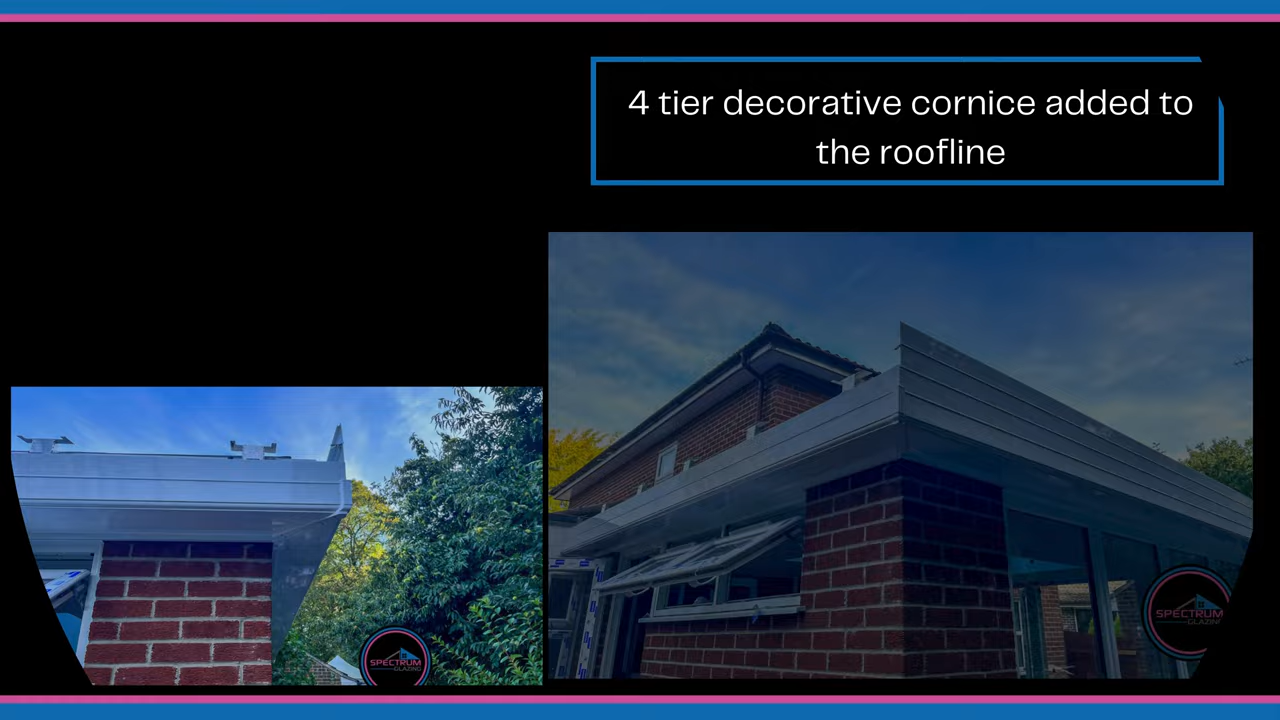 4 tier decorative cornice added to
the roofline
SPECTRUM
GLAZING
SPECTRUM
GLAZING